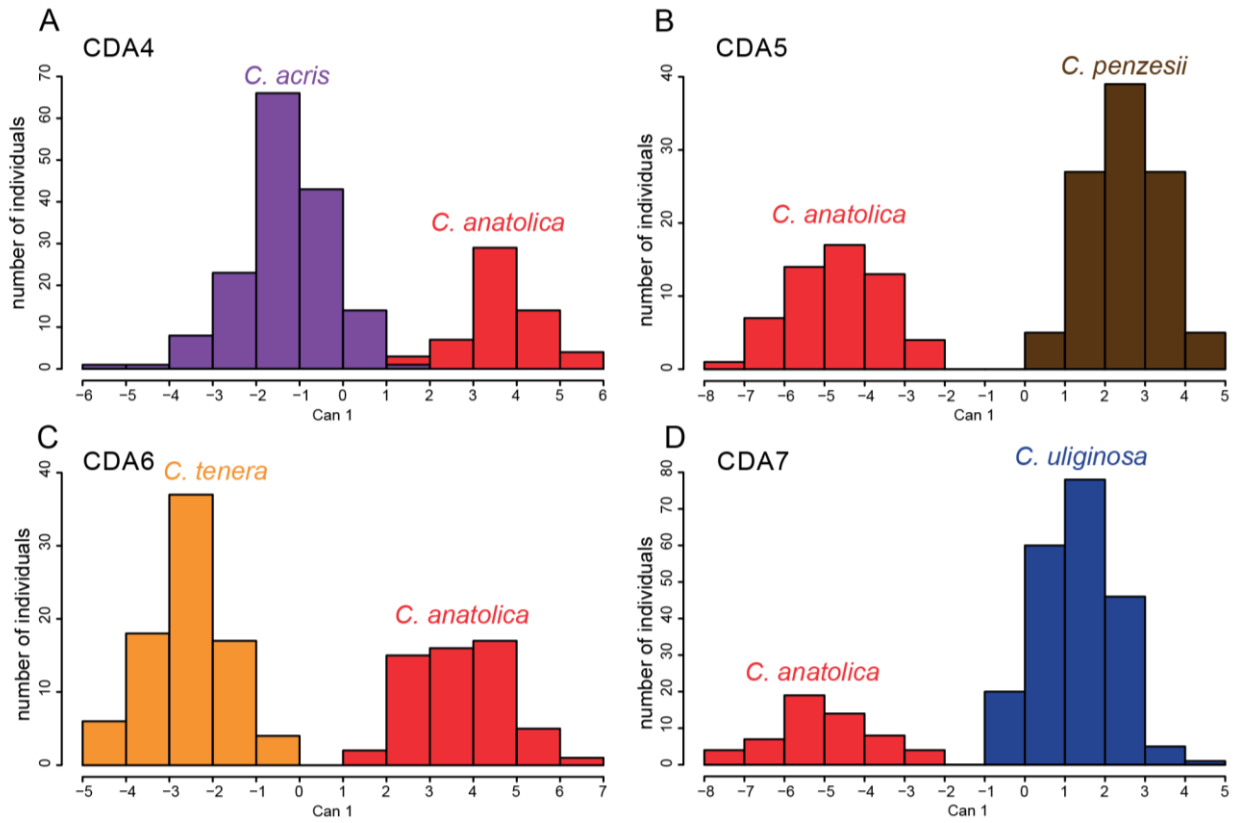 A
CDA4
C. acris
C. anatolica
number of individuals
0 10 20 30 40 50 60 70
−6 −5 −4 −3 −2 −1 0 1 2 3 4 5 6
Can 1
B
CDA5
C. penzesii
C. anatolica
number of individuals
0 10 20 30 40
−8 −7 −6 −5 −4 −3 −2 −1 0 1 2 3 4 5
Can 1
C
CDA6
C. tenera
C. anatolica
number of individuals
0 10 20 30 40
−5 −4 −3 −2 −1 0 1 2 3 4 5 6 7
Can 1
D
CDA7
C. uliginosa
C. anatolica
number of individuals
0 10 20 30 40 50 60 70 80
−8 −7 −6 −5 −4 −3 −2 −1 0 1 2 3 4 5
Can 1